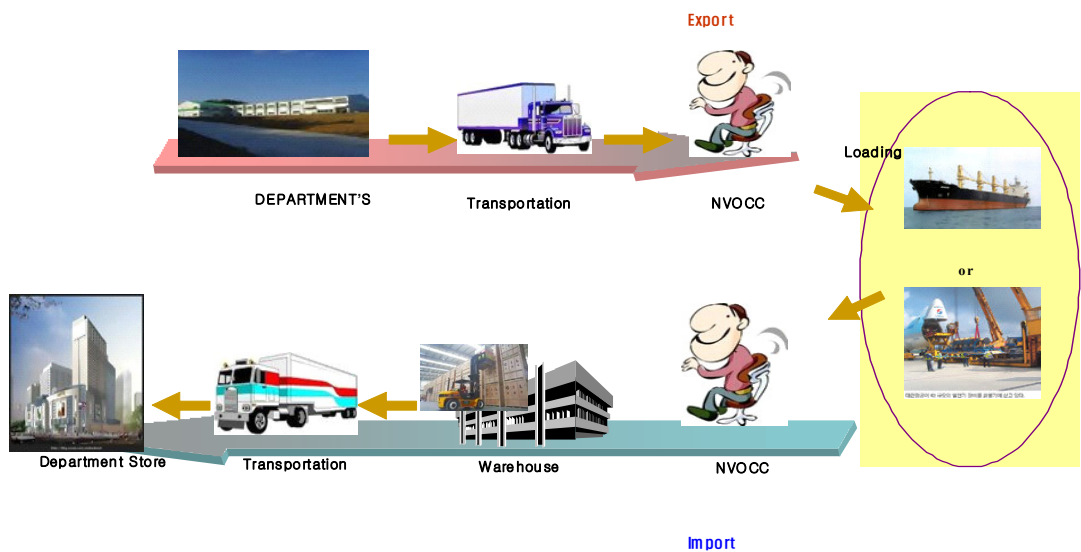 Export
Loading
DEPARTMENT'S
Transportation
NVOCC
or
Department Store
Transportation
Warehouse
NVOCC
Import